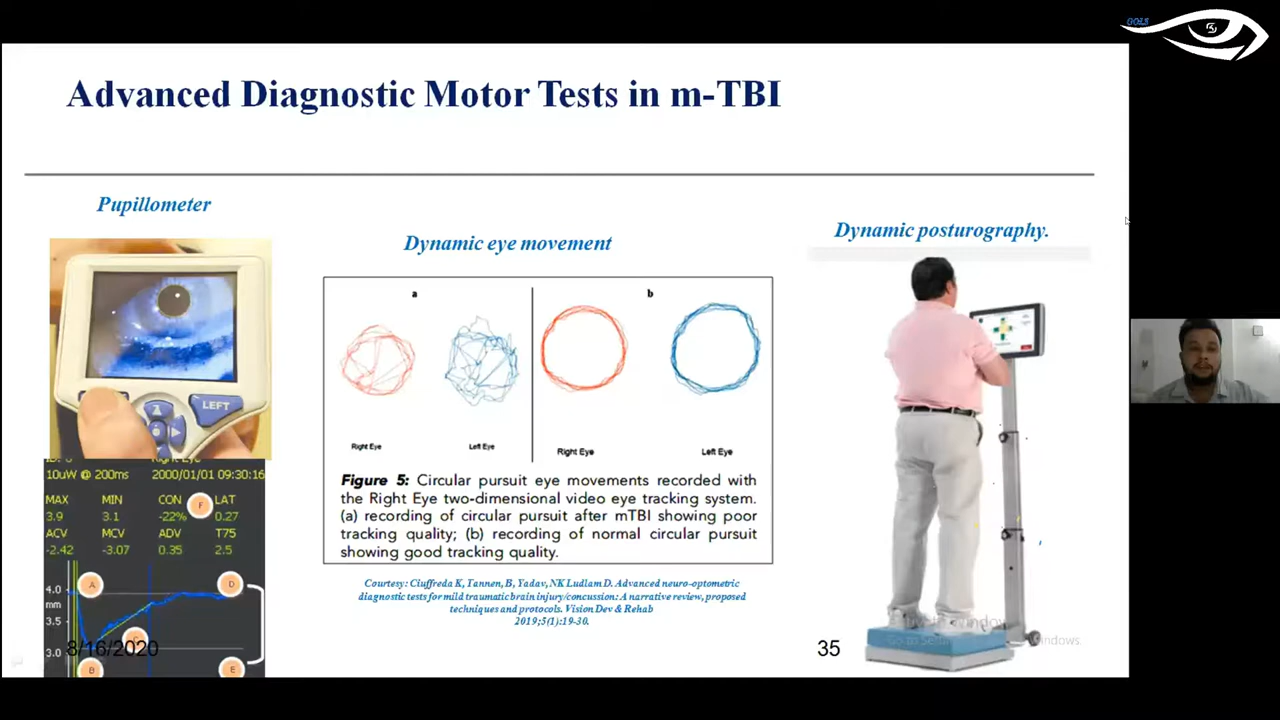 GOLS
Advanced Diagnostic Motor Tests in m-TBI
Pupillometer
Dynamic eye movement
Dynamic posturography.
LEFT
10uW @ 200ms 2000/01/01 09:30:16
MAX MIN CON LAT
3.9 3.1 -22% F 0.27
ACV MCV ADV T75
-2.42 -3.07 0.35 2.5
A D
4.0
mm
3.5
3.0
B E
a b
Right Eye Left Eye Right Eye Left Eye
Figure 5: Circular pursuit eye movements recorded with
the Right Eye two-dimensional video eye tracking system.
(a) recording of circular pursuit after mTBI showing poor
tracking quality; (b) recording of normal circular pursuit
showing good tracking quality.
Courtesy: Ciuffreda K, Tannen, B, Yadav, NK Ludlam D. Advanced neuro-optometric
diagnostic tests for mild traumatic brain injury/concussion: A narrative review, proposed
techniques and protocols. Vision Dev & Rehab
2019;5(1):19-30.
8/16/2020
35